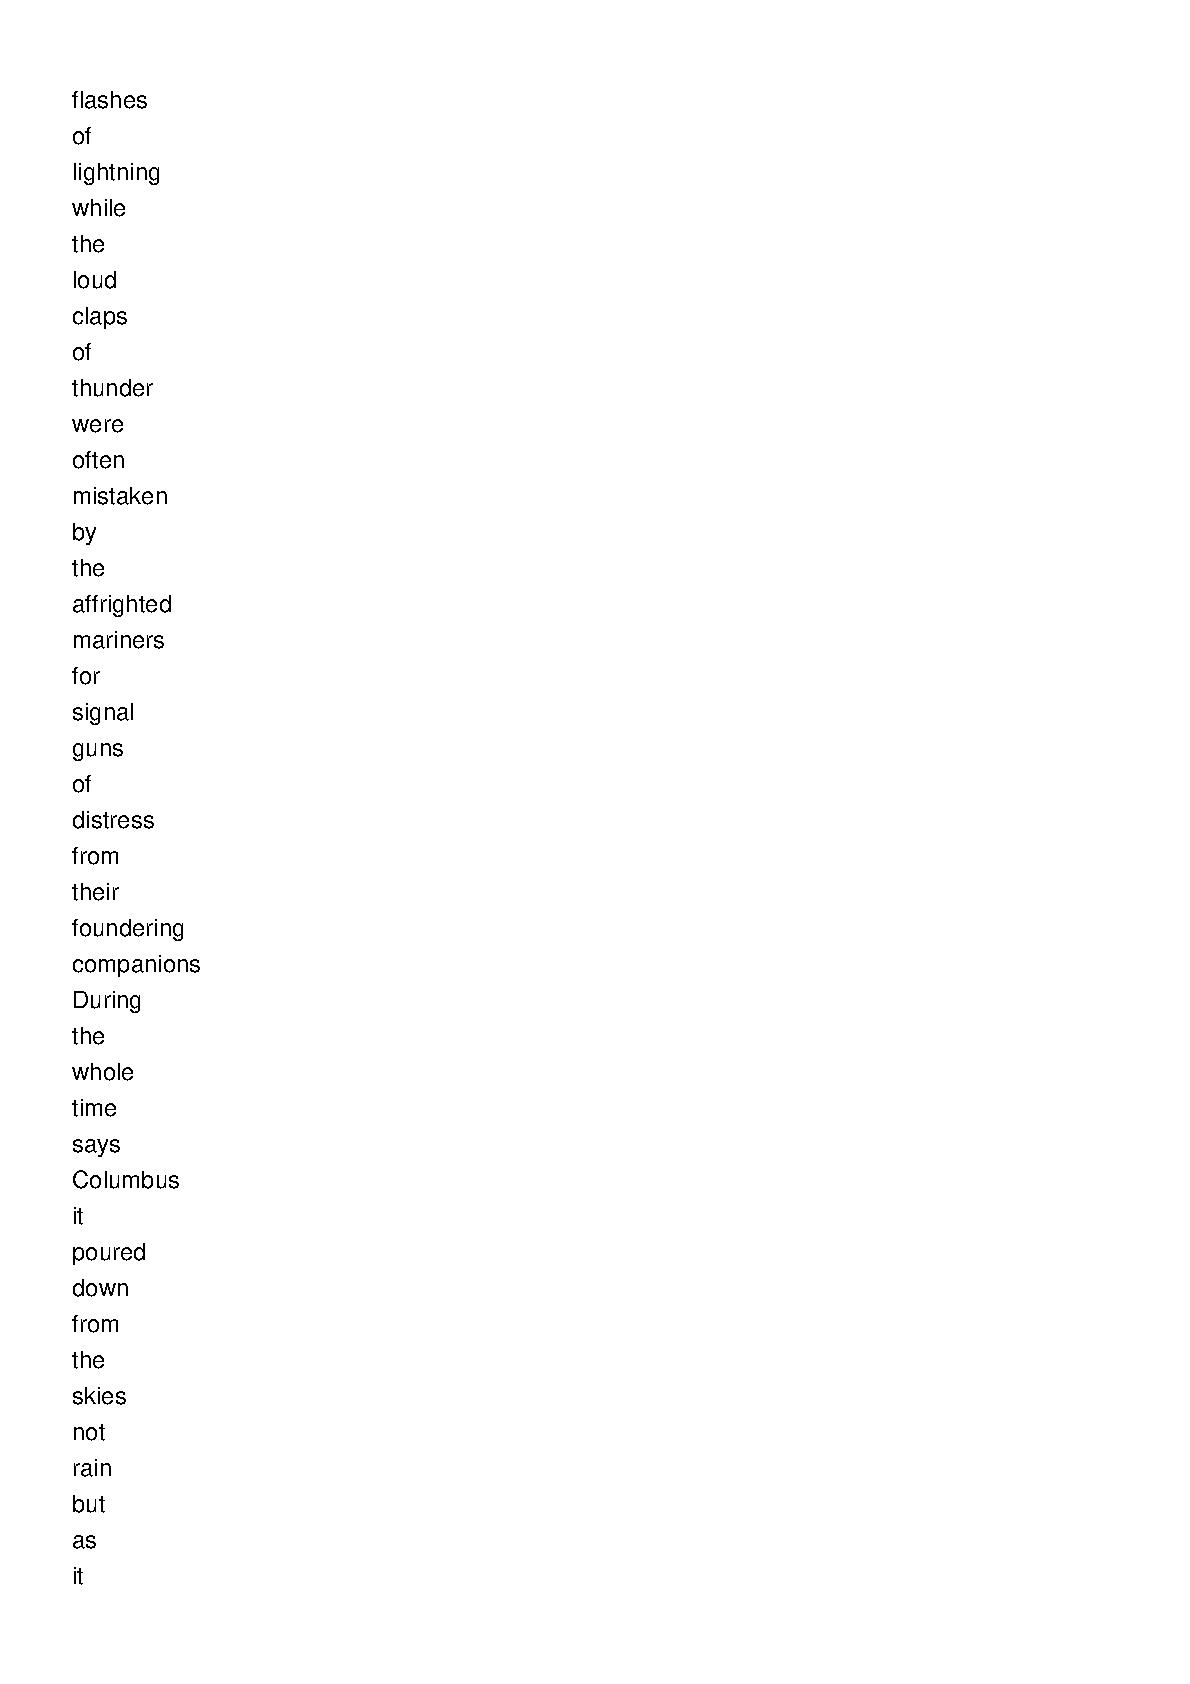 flashes
of
lightning
while
the
loud
claps
of
thunder
were
often
mistaken
by
the
affrighted
mariners
for
signal
guns
of
distress
from
their
foundering
companions
During
the
whole
time
says
Columbus
it
poured
down
from
the
skies
not
rain
but
as
it